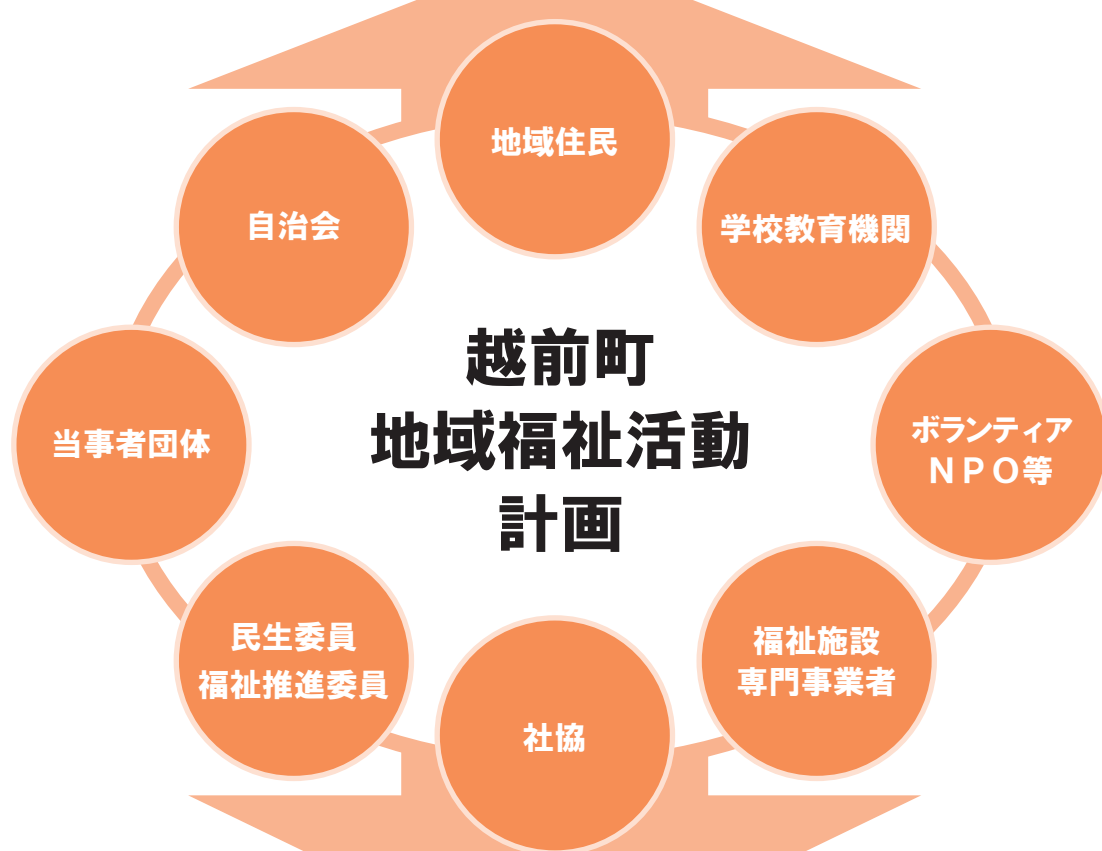 地域住民
自治会
学校教育機関
越前町
地域福祉活動
計画
当事者団体
ボランティア
ＮＰＯ等
民生委員
福祉推進委員
福祉施設
専門事業者
社協